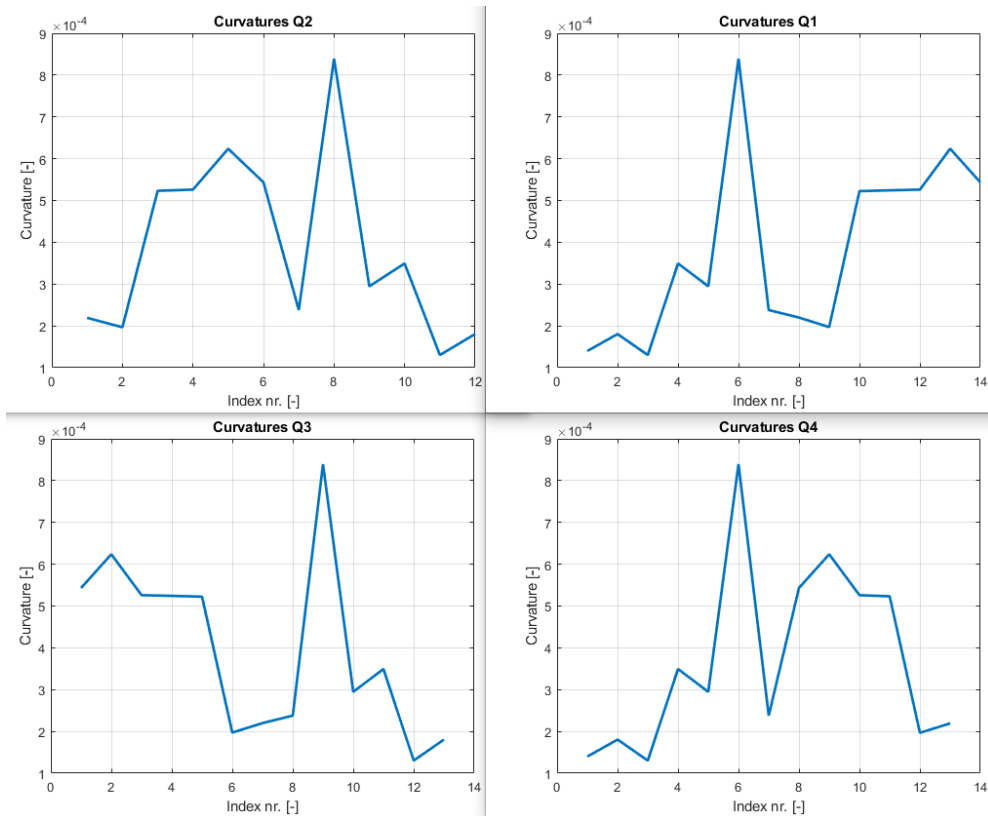 Curvatures Q2
×10^-4
9
8
7
6
5
4
3
2
1
Curvature [-]
0 2 4 6 8 10 12
Index nr. [-]
Curvatures Q1
×10^-4
9
8
7
6
5
4
3
2
1
Curvature [-]
0 2 4 6 8 10 12 14
Index nr. [-]
Curvatures Q3
×10^-4
9
8
7
6
5
4
3
2
1
Curvature [-]
0 2 4 6 8 10 12 14
Index nr. [-]
Curvatures Q4
×10^-4
9
8
7
6
5
4
3
2
1
Curvature [-]
0 2 4 6 8 10 12 14
Index nr. [-]